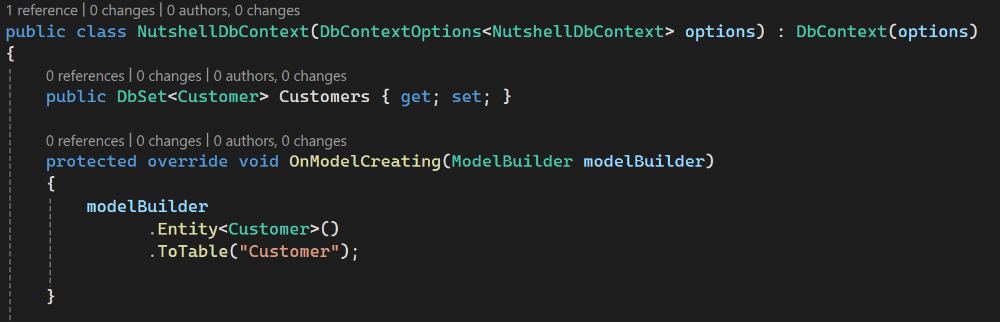 1 reference | 0 changes | 0 authors, 0 changes
public class NutshellDbContext(DbContextOptions<NutshellDbContext> options) : DbContext(options)
{
0 references | 0 changes | 0 authors, 0 changes
public DbSet<Customer> Customers { get; set; }
0 references | 0 changes | 0 authors, 0 changes
protected override void OnModelCreating(ModelBuilder modelBuilder)
{
modelBuilder
.Entity<Customer>()
.ToTable("Customer");
}